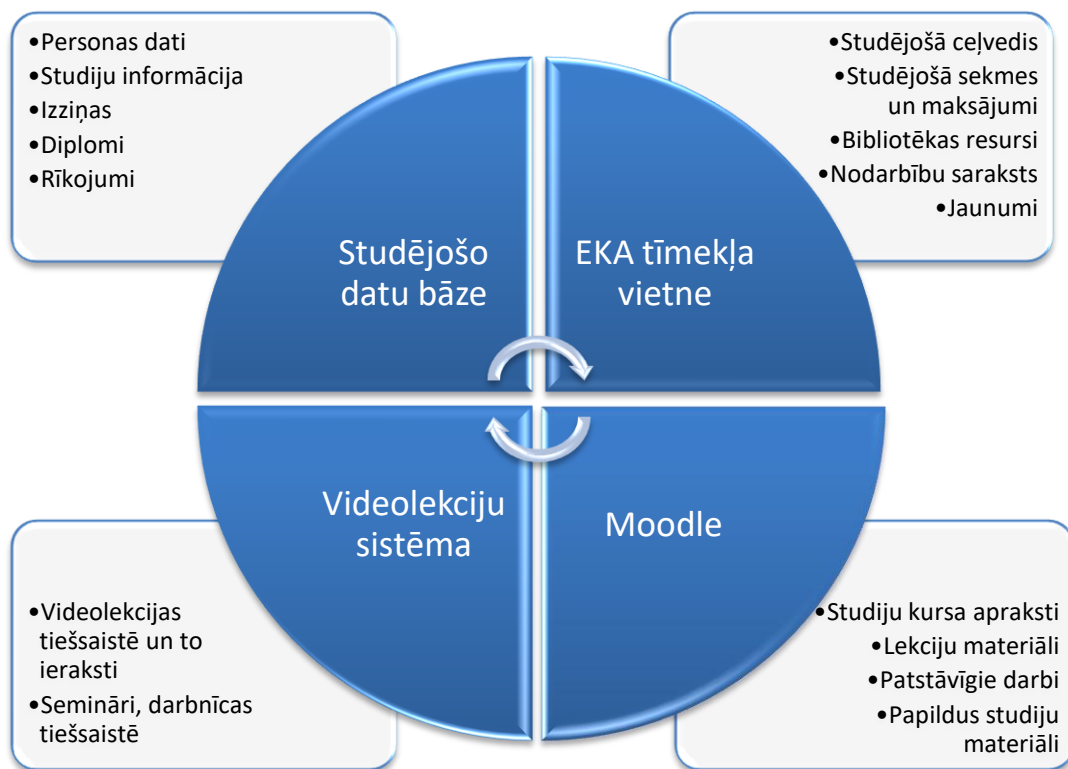 •Personas dati
•Studiju informācija
•Izziņas
•Diplomi
•Rīkojumi
•Studējošā ceļvedis
•Studējošā sekmes
un maksājumi
•Bibliotēkas resursi
•Nodarbību saraksts
•Jaunumi
Studējošo
datu bāze
EKA tīmekļa
vietne
Videolekciju
sistēma
Moodle
•Videolekcijas
tiešsaistē un to
ieraksti
•Semināri, darbnīcas
tiešsaistē
•Studiju kursa apraksti
•Lekciju materiāli
•Patstāvīgie darbi
•Papildus studiju
materiāli